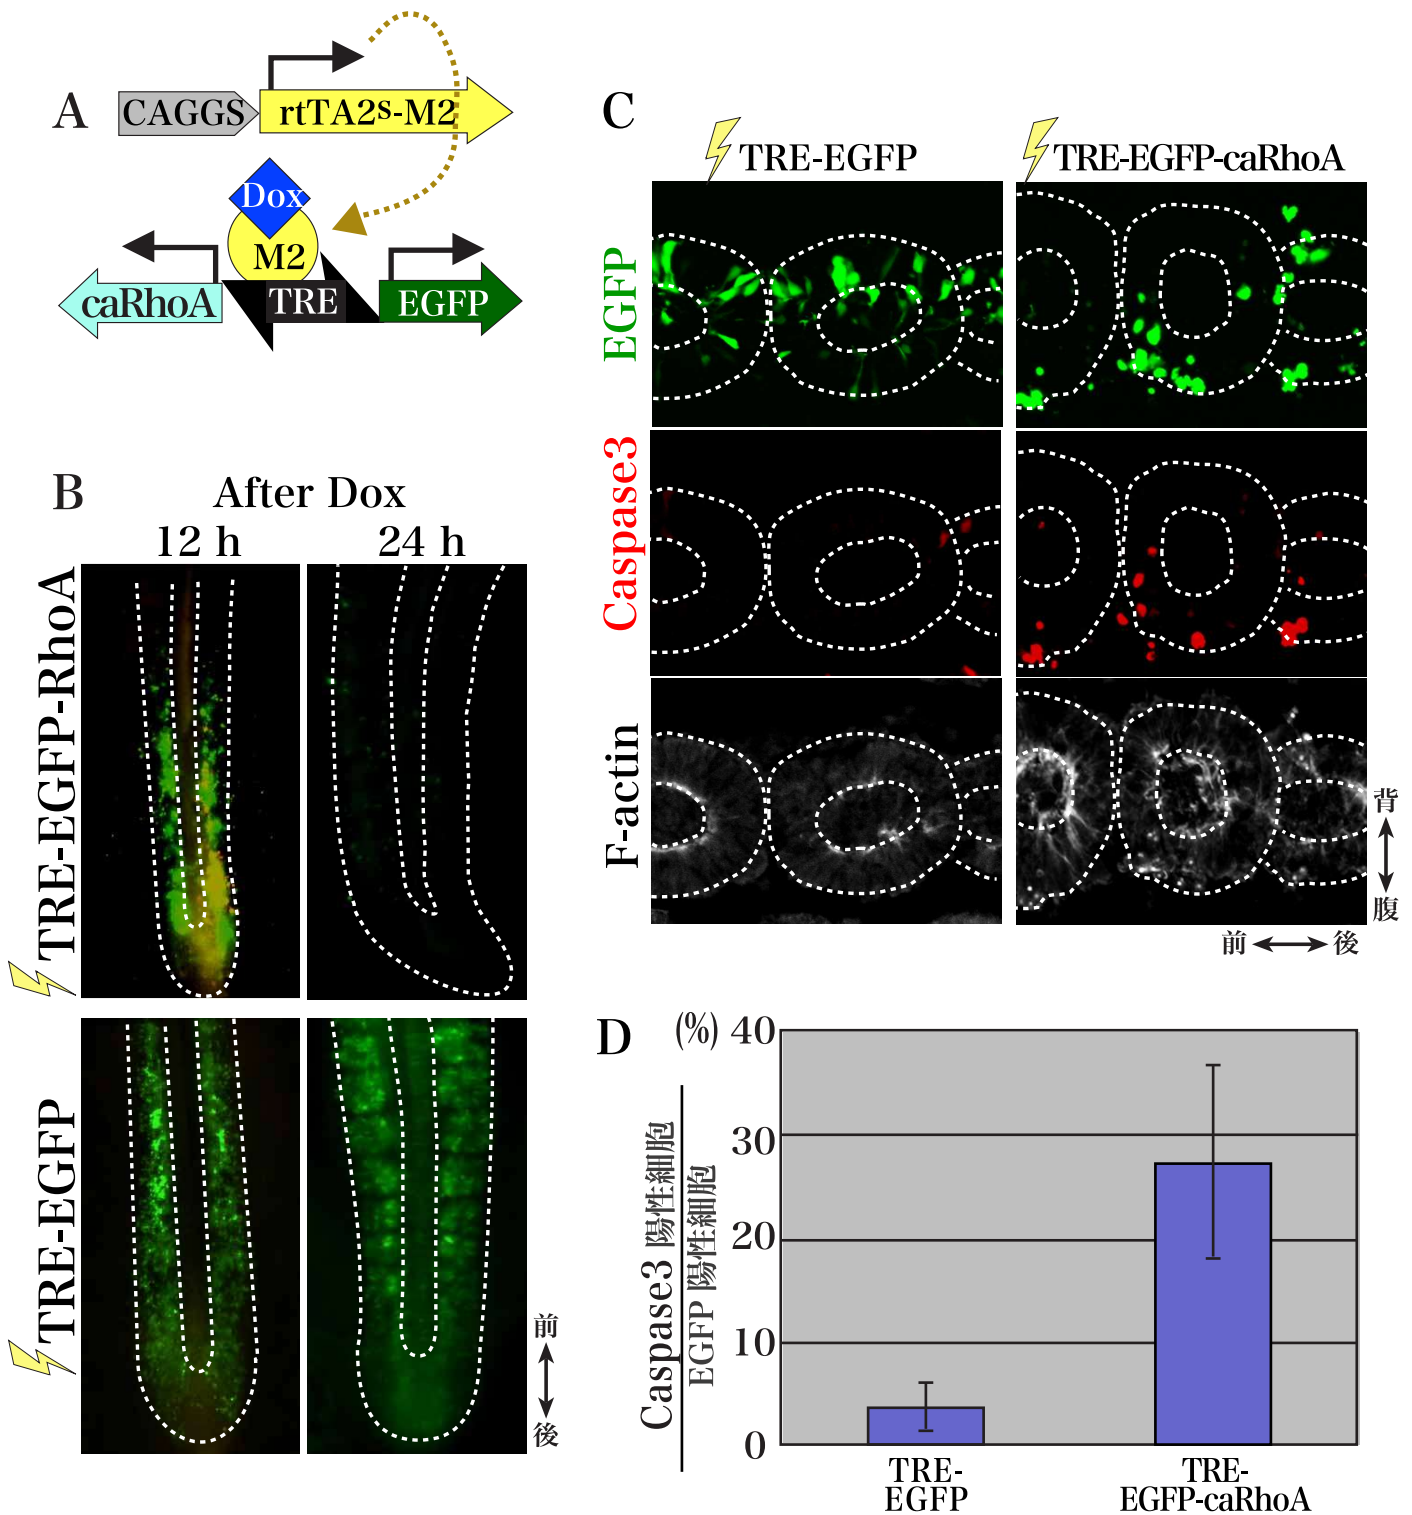 A
CAGGS
rtTA2s-M2
Dox
M2
caRhoA
TRE
EGFP
B
After Dox
12 h
24 h
TRE-EGFP-RhoA
TRE-EGFP
前
後
C
TRE-EGFP
TRE-EGFP-caRhoA
EGFP
Caspase3
F-actin
背
腹
前
後
D
(%)
40
30
20
10
0
Caspase3 陽性細胞
EGFP 陽性細胞
TRE-
EGFP
TRE-
EGFP-caRhoA